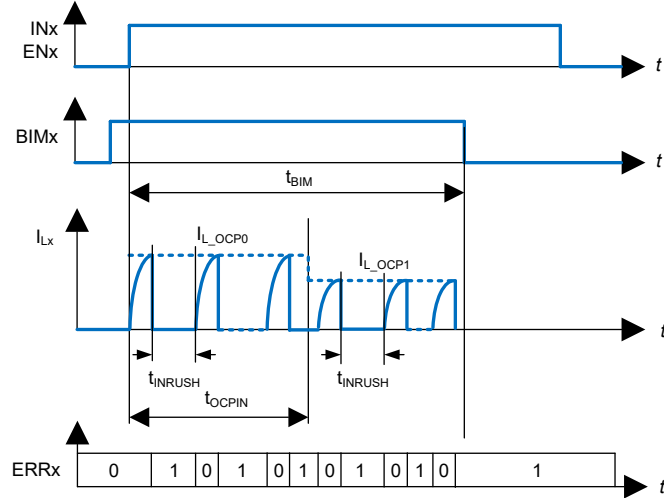 INx
ENx
t
BIMx
t
tBIM
ILx
IL_OCP0
IL_OCP1
t
tINRUSH
tINRUSH
tOCPIN
ERRx
0 1 0 1 0 1 0 1 0 1 0 1
t